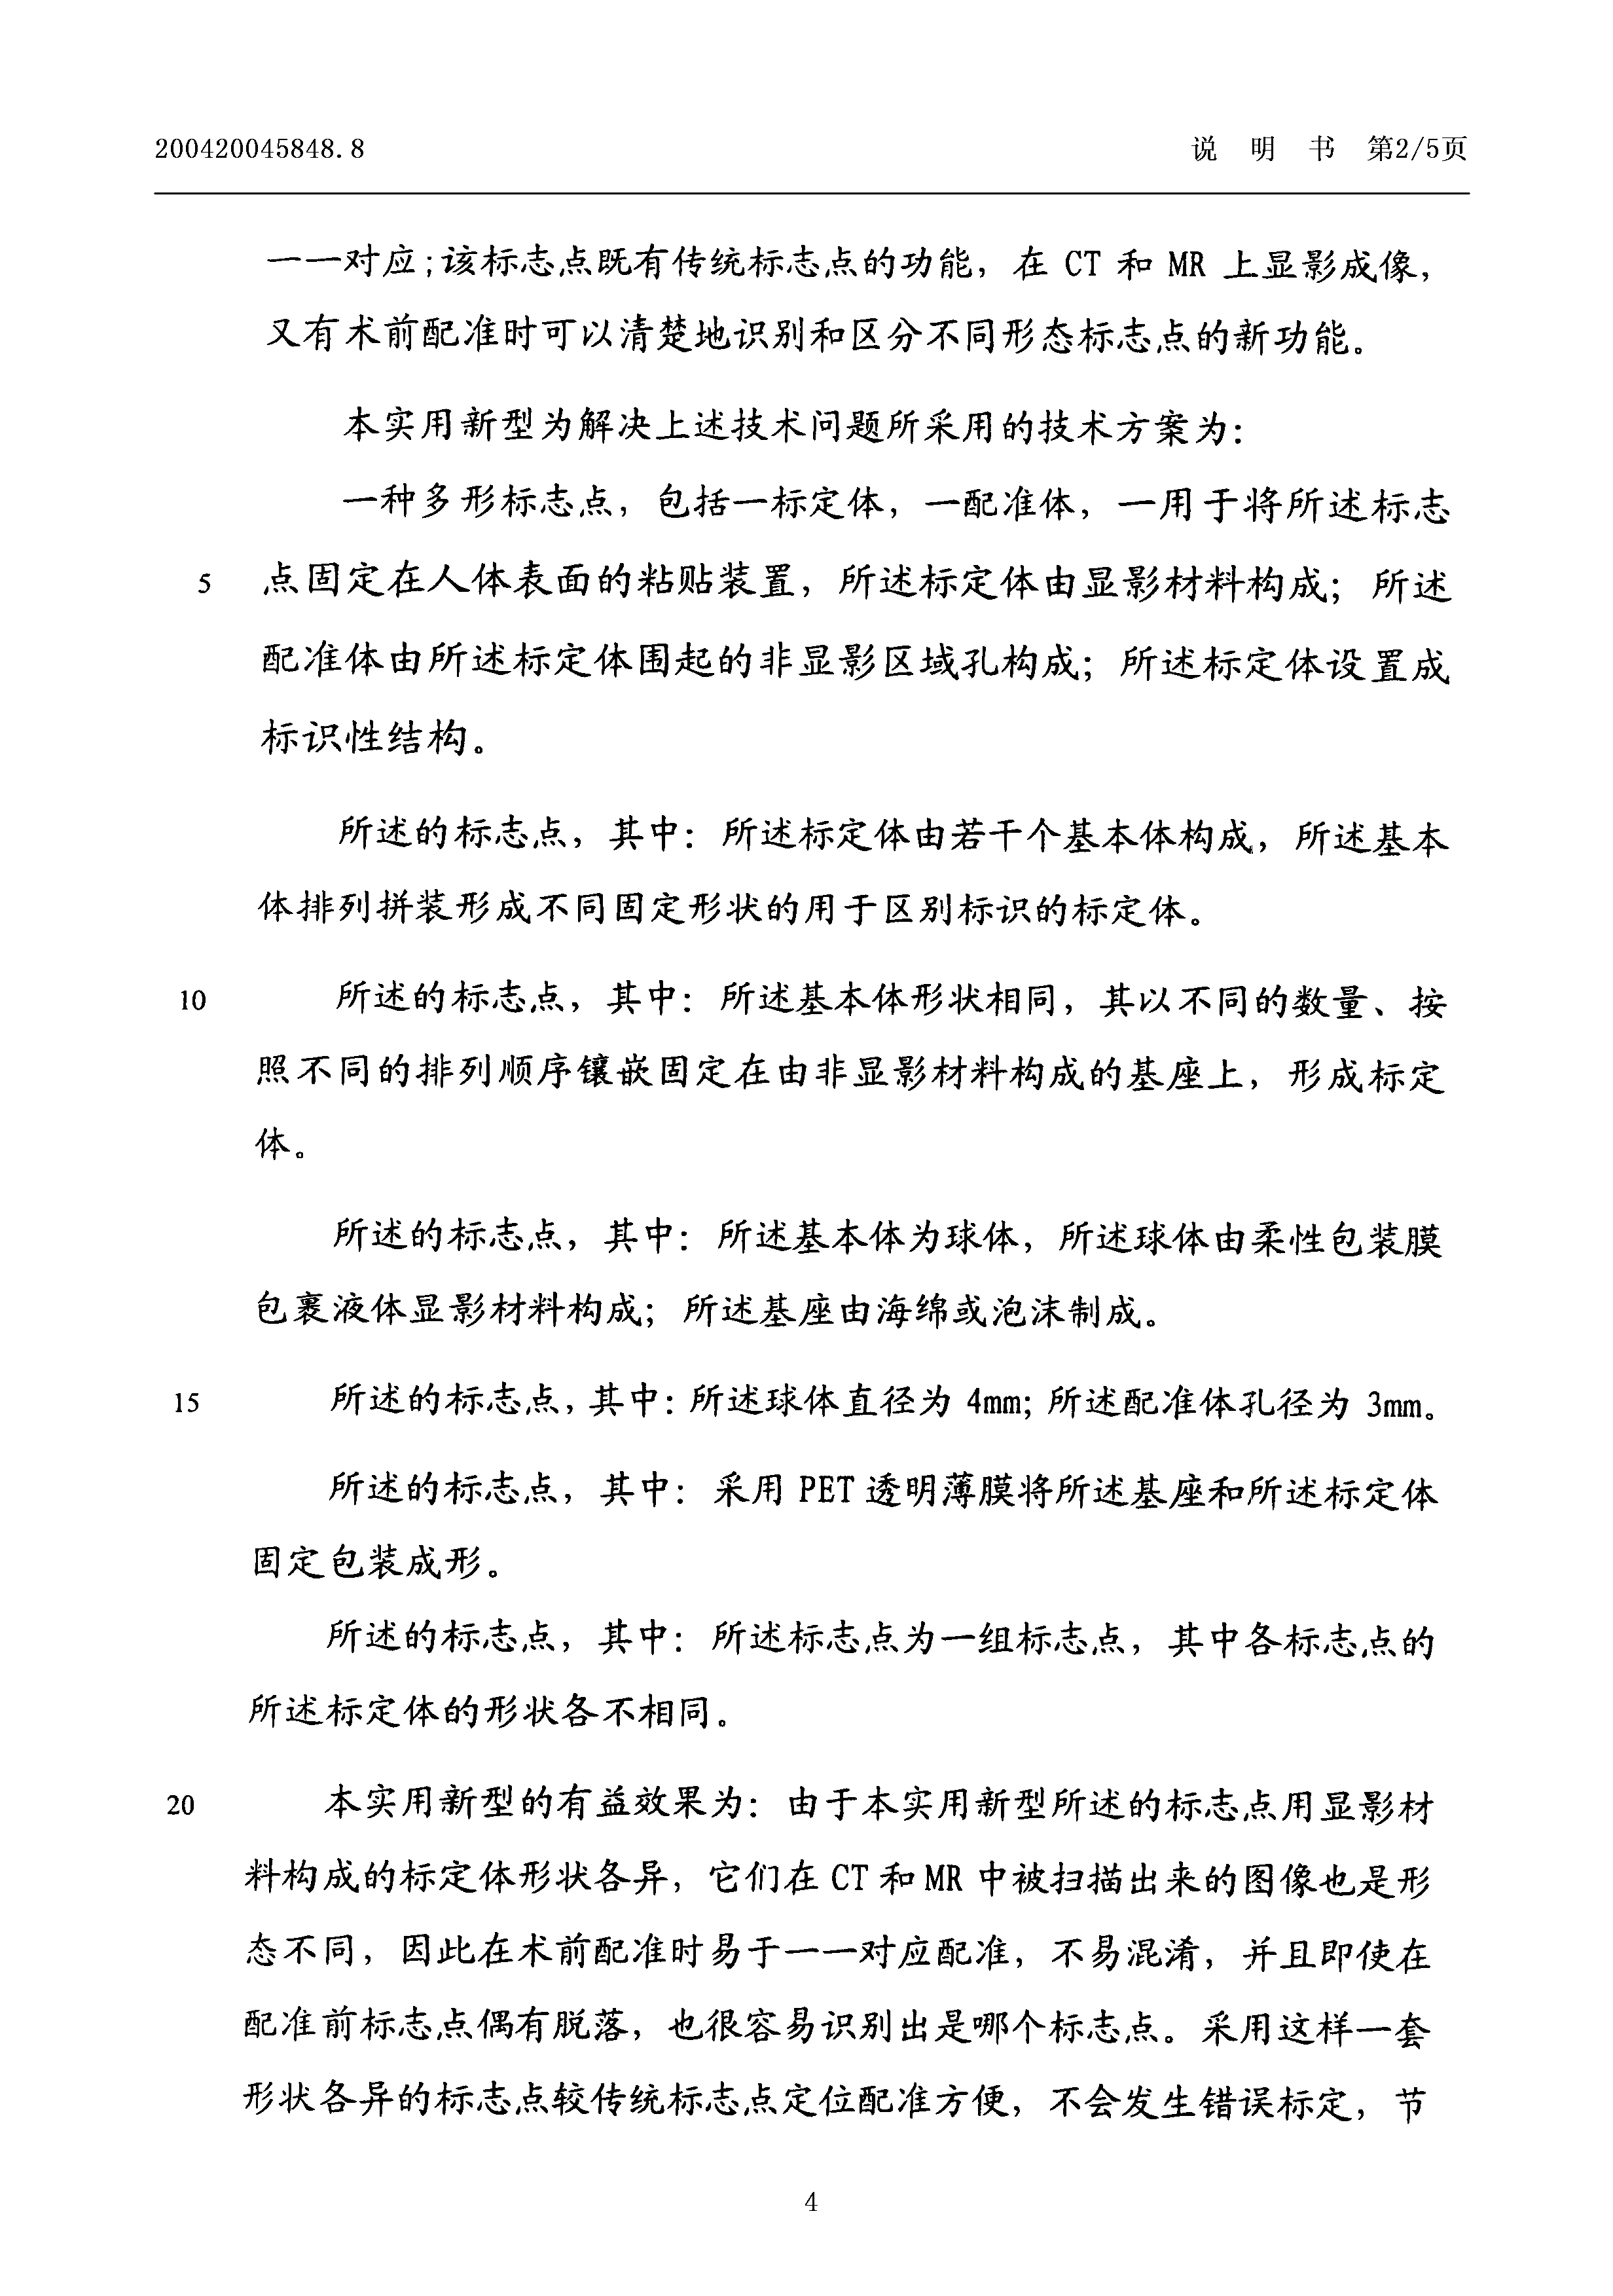 200420045848.8 说 明 书 第2/5页
一一对应;该标志点既有传统标志点的功能，在 CT 和 MR 上显影成像，
又有术前配准时可以清楚地识别和区分不同形态标志点的新功能。
本实用新型为解决上述技术问题所采用的技术方案为：
一种多形标志点，包括一标定体，一配准体，一用于将所述标志
5 点固定在人体表面的粘贴装置，所述标定体由显影材料构成；所述
配准体由所述标定体围起的非显影区域孔构成；所述标定体设置成
标识性结构。
所述的标志点，其中：所述标定体由若干个基本体构成，所述基本
体排列拼装形成不同固定形状的用于区别标识的标定体。
10 所述的标志点，其中：所述基本体形状相同，其以不同的数量、按
照不同的排列顺序镶嵌固定在由非显影材料构成的基座上，形成标定
体。
所述的标志点，其中：所述基本体为球体，所述球体由柔性包装膜
包裹液体显影材料构成；所述基座由海绵或泡沫制成。
15 所述的标志点，其中：所述球体直径为 4mm；所述配准体孔径为 3mm。
所述的标志点，其中：采用 PET 透明薄膜将所述基座和所述标定体
固定包装成形。
所述的标志点，其中：所述标志点为一组标志点，其中各标志点的
所述标定体的形状各不相同。
20 本实用新型的有益效果为：由于本实用新型所述的标志点用显影材
料构成的标定体形状各异，它们在 CT 和 MR 中被扫描出来的图像也是形
态不同，因此在术前配准时易于一一对应配准，不易混淆，并且即使在
配准前标志点偶有脱落，也很容易识别出是哪个标志点。采用这样一套
形状各异的标志点较传统标志点定位配准方便，不会发生错误标定，节
4